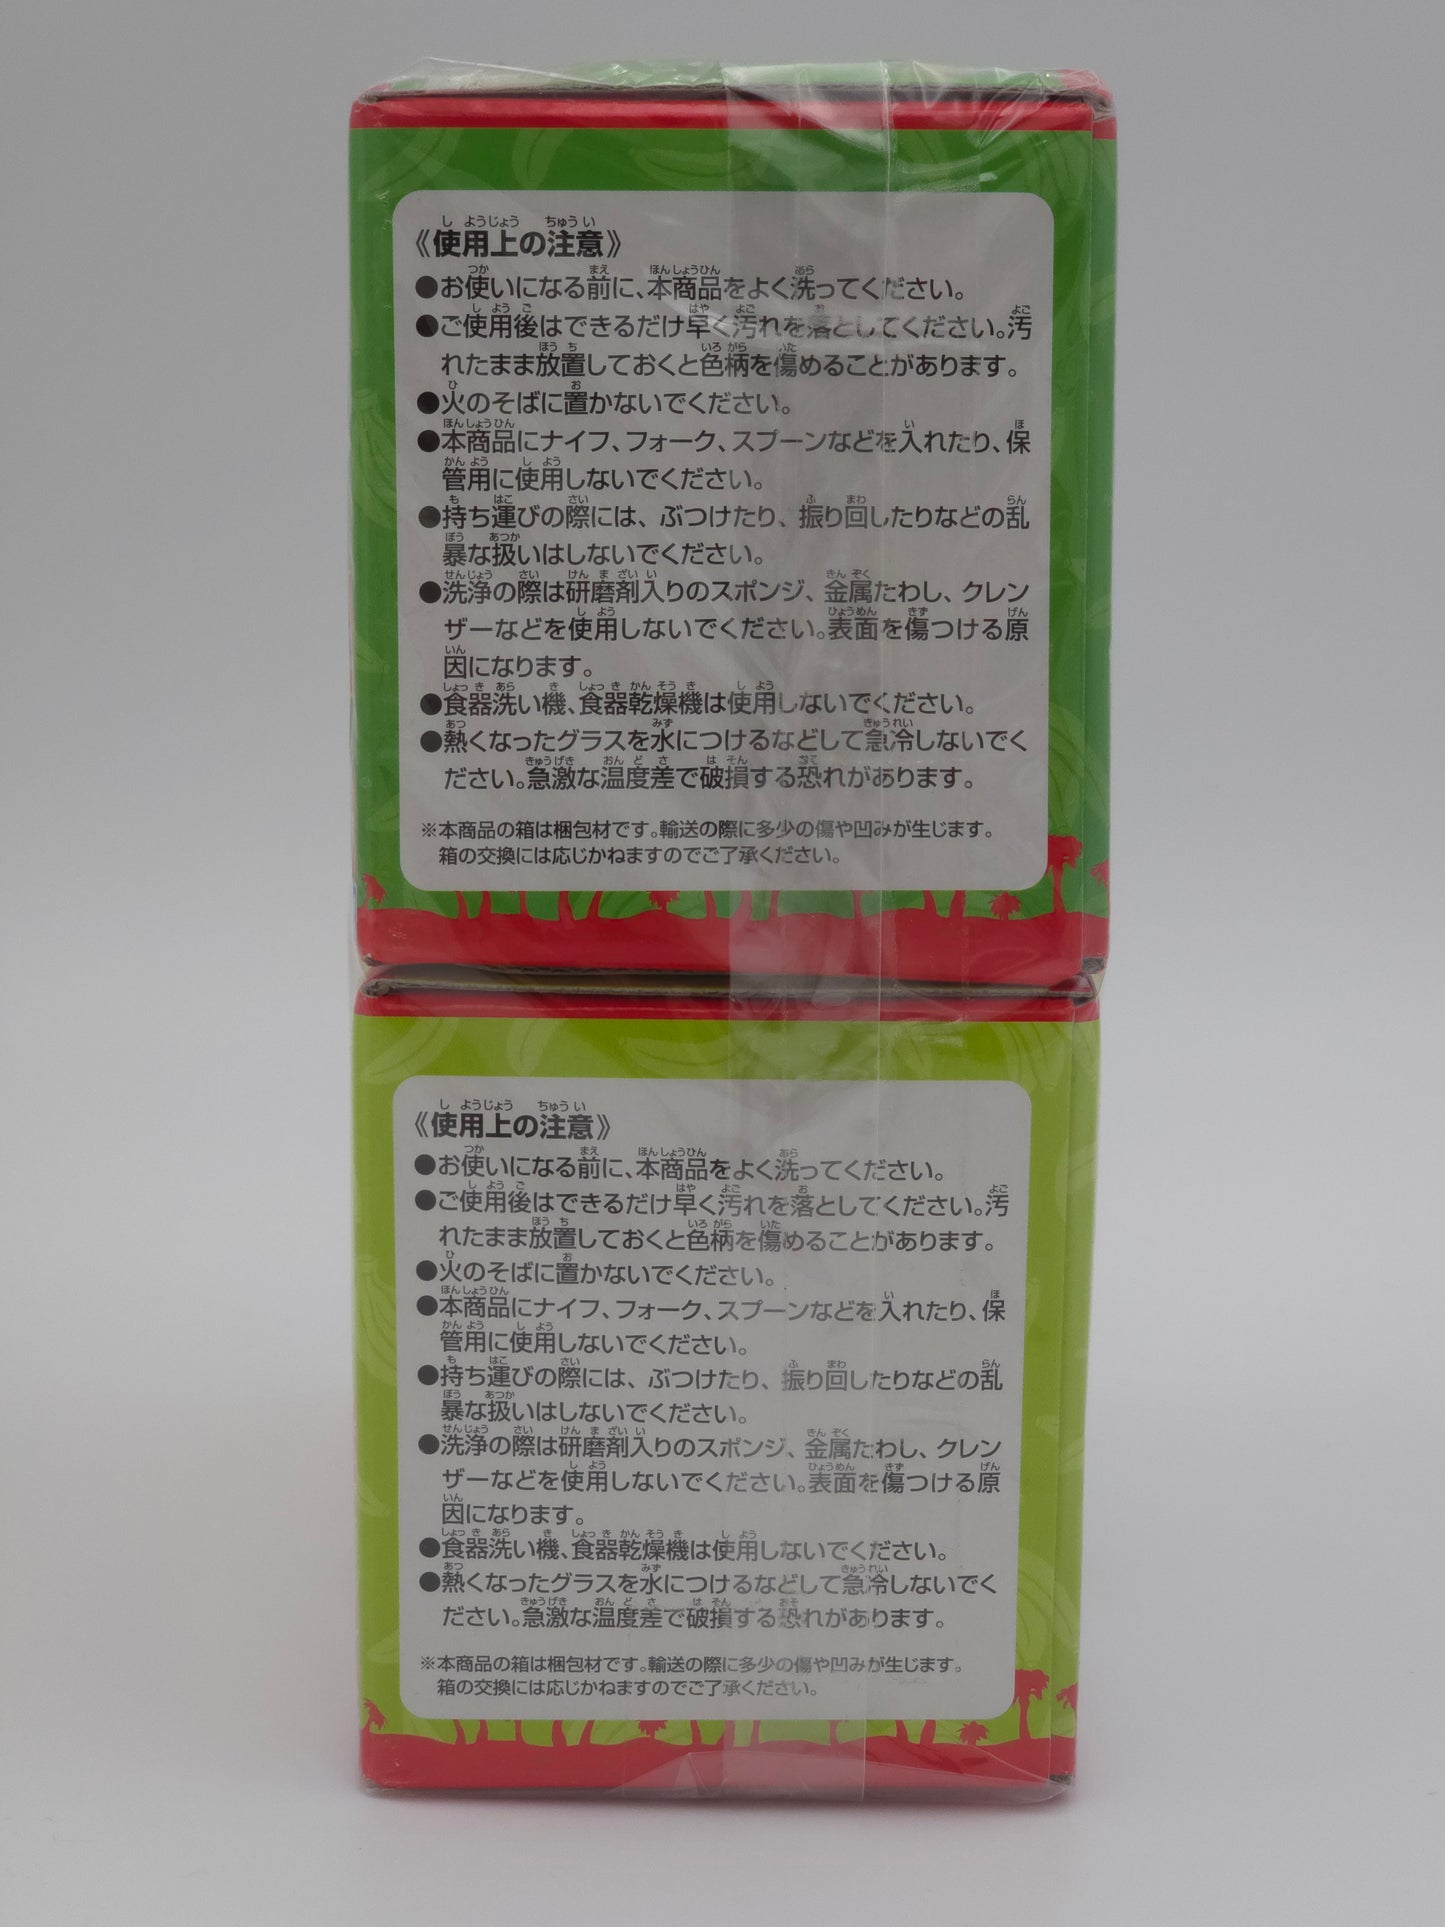 《使用上の注意》
●お使いになる前に、本商品をよく洗ってください。
●ご使用後はできるだけ早く汚れを落としてください。汚
れたまま放置しておくと色柄を傷めることがあります。
●火のそばに置かないでください。
●本商品にナイフ、フォーク、スプーンなどを入れたり、保
管用に使用しないでください。
●持ち運びの際には、ぶつけたり、振り回したりなどの乱
暴な扱いはしないでください。
●洗浄の際は研磨剤入りのスポンジ、金属たわし、クレン
ザーなどを使用しないでください。表面を傷つける原
因になります。
●食器洗い機、食器乾燥機は使用しないでください。
●熱くなったグラスを水につけるなどして急冷しないでく
ださい。急激な温度差で破損する恐れがあります。
※本商品の箱は梱包材です。輸送の際に多少の傷や凹みが生じます。
箱の交換には応じかねますのでご了承ください。
《使用上の注意》
●お使いになる前に、本商品をよく洗ってください。
●ご使用後はできるだけ早く汚れを落としてください。汚
れたまま放置しておくと色柄を傷めることがあります。
●火のそばに置かないでください。
●本商品にナイフ、フォーク、スプーンなどを入れたり、保
管用に使用しないでください。
●持ち運びの際には、ぶつけたり、振り回したりなどの乱
暴な扱いはしないでください。
●洗浄の際は研磨剤入りのスポンジ、金属たわし、クレン
ザーなどを使用しないでください。表面を傷つける原
因になります。
●食器洗い機、食器乾燥機は使用しないでください。
●熱くなったグラスを水につけるなどして急冷しないでく
ださい。急激な温度差で破損する恐れがあります。
※本商品の箱は梱包材です。輸送の際に多少の傷や凹みが生じます。
箱の交換には応じかねますのでご了承ください。